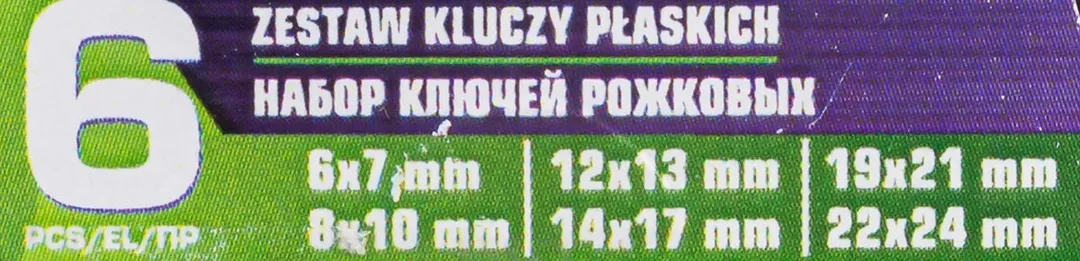 6
PCS/EL/ПР
ZESTAW KLUCZY PŁASKICH
НАБОР КЛЮЧЕЙ РОЖКОВЫХ
6x7 mm 12x13 mm 19x21 mm
8x10 mm 14x17 mm 22x24 mm